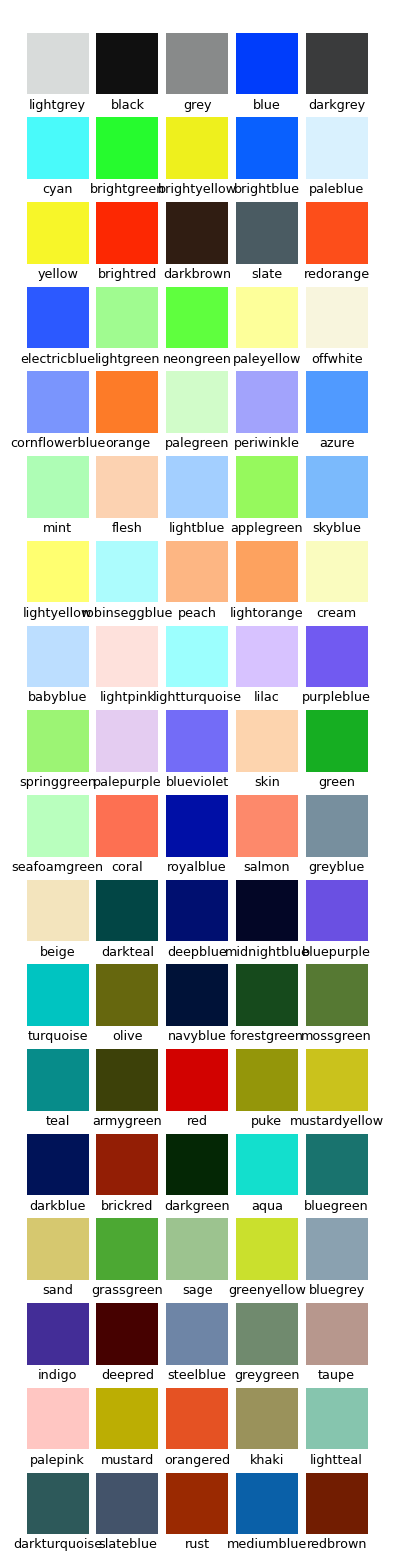 lightgrey black grey blue darkgrey
cyan brightgreen brightyellow brightblue paleblue
yellow brightred darkbrown slate redorange
electricblue lightgreen neongreen paleyellow offwhite
cornflowerblue orange palegreen periwinkle azure
mint flesh lightblue applegreen skyblue
lightyellow robinseggblue peach lightorange cream
babyblue lightpink lightturquoise lilac purpleblue
springgreen palepurple blueviolet skin green
seafoamgreen coral royalblue salmon greyblue
beige darkteal deepblue midnightblue bluepurple
turquoise olive navyblue forestgreen mossgreen
teal armygreen red puke mustardyellow
darkblue brickred darkgreen aqua bluegreen
sand grassgreen sage greenyellow bluegrey
indigo deepred steelblue greygreen taupe
palepink mustard orangered khaki lightteal
darkturquoise slateblue rust mediumblue redbrown